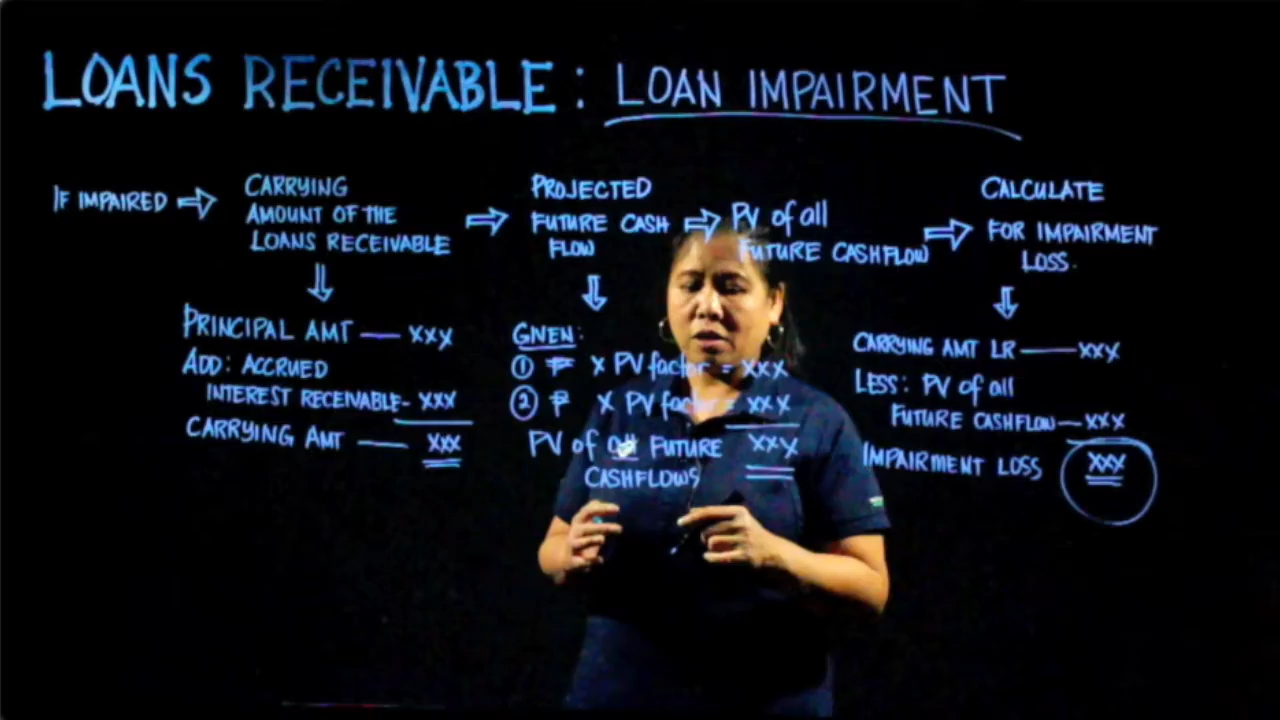 LOANS RECEIVABLE: LOAN IMPAIRMENT
IF IMPAIRED ⇨
CARRYING
AMOUNT OF THE
LOANS RECEIVABLE
⇨
PROJECTED
FUTURE CASH
FLOW
⇨
PV of all
FUTURE CASHFLOW
⇨
CALCULATE
FOR IMPAIRMENT
LOSS.
⇩
PRINCIPAL AMT — XXX
ADD: ACCRUED
INTEREST RECEIVABLE- XXX
CARRYING AMT — XXX
⇩
GIVEN:
① ₱ X PV factor = XXX
② ₱ X PV factor = XXX
PV of all FUTURE XXX
CASHFLOWS
⇩
CARRYING AMT LR — XXX
LESS: PV of all
FUTURE CASHFLOW — XXX
IMPAIRMENT LOSS XXX